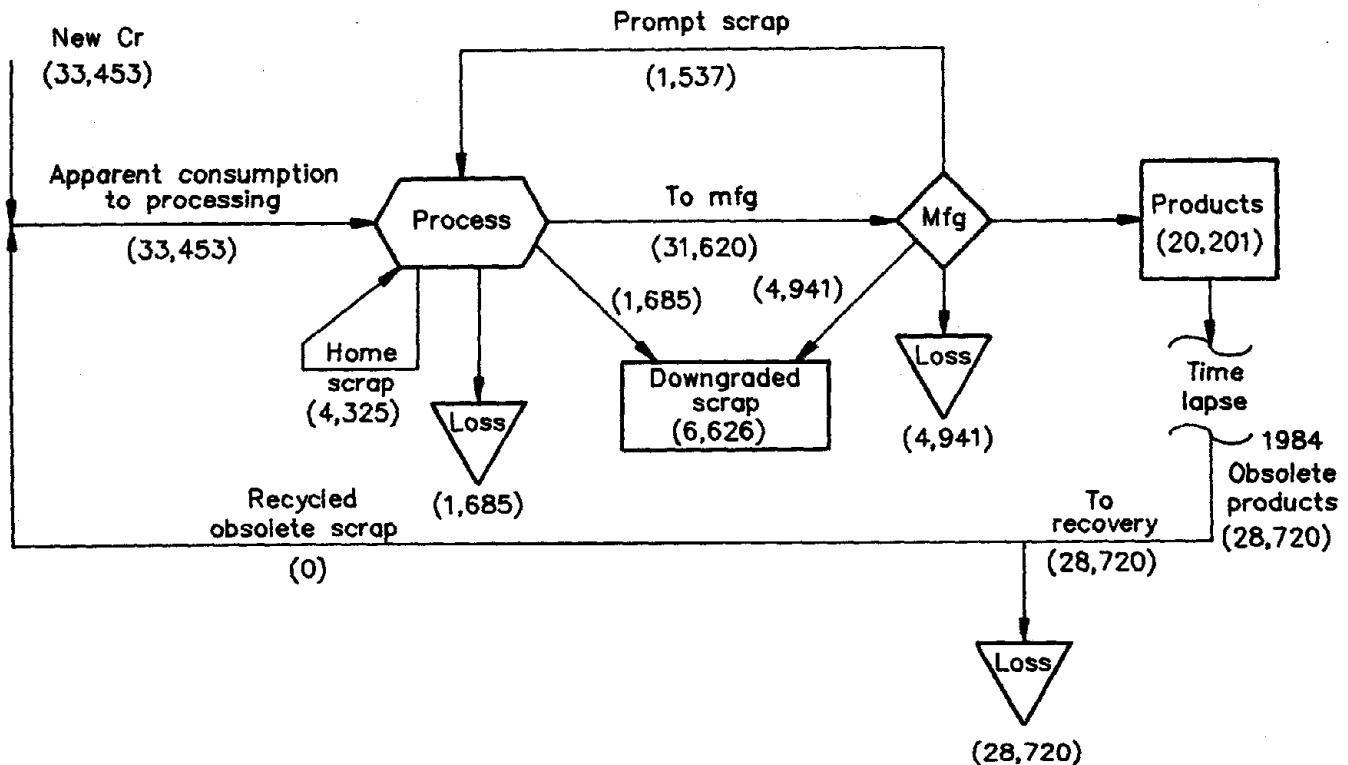 Prompt scrap
(1,537)
New Cr
(33,453)
Apparent consumption
to processing
(33,453)
Process
To mfg
(31,620)
Mfg
Products
(20,201)
(1,685)
(4,941)
Home
scrap
(4,325)
Loss
(1,685)
Downgraded
scrap
(6,626)
Loss
(4,941)
Time
lapse
1984
Obsolete
products
(28,720)
To
recovery
(28,720)
Recycled
obsolete scrap
(0)
Loss
(28,720)